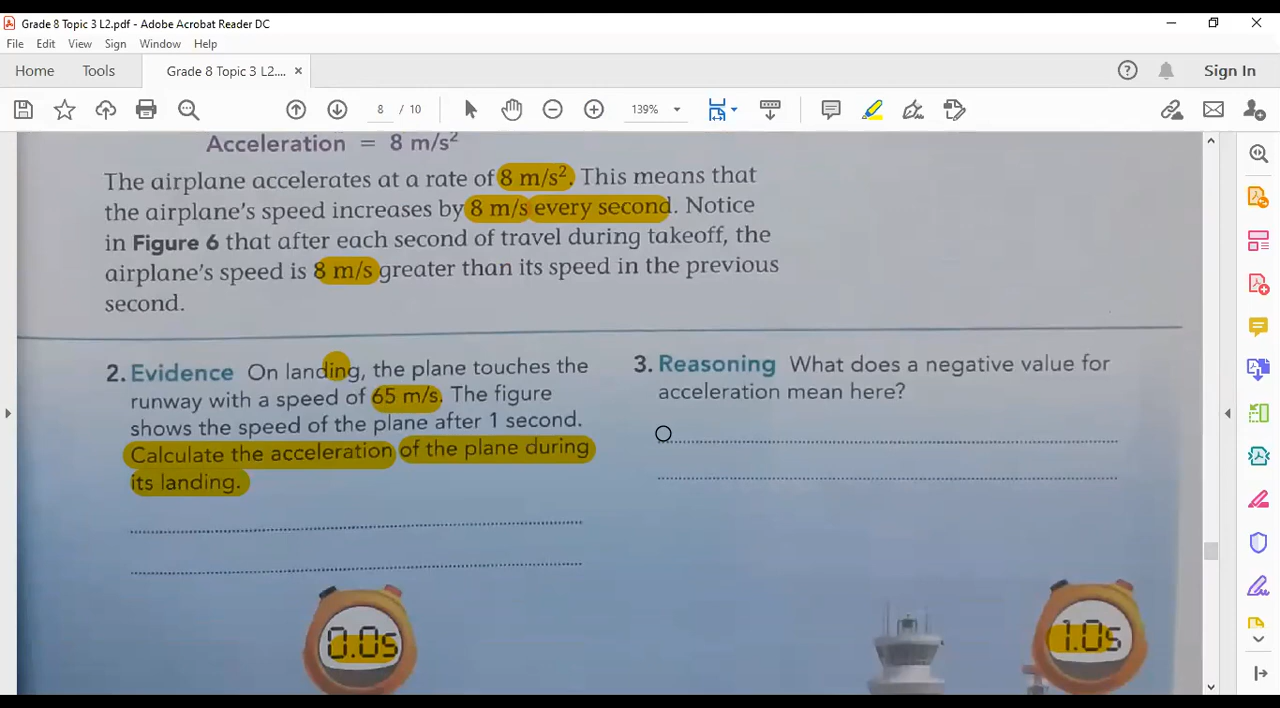 Grade 8 Topic 3 L2.pdf - Adobe Acrobat Reader DC
File Edit View Sign Window Help
Home Tools Grade 8 Topic 3 L2.... × Sign In
8 / 10 139%
Acceleration = 8 m/s²
The airplane accelerates at a rate of 8 m/s². This means that
the airplane's speed increases by 8 m/s every second. Notice
in Figure 6 that after each second of travel during takeoff, the
airplane's speed is 8 m/s greater than its speed in the previous
second.
2. Evidence On landing, the plane touches the
runway with a speed of 65 m/s. The figure
shows the speed of the plane after 1 second.
Calculate the acceleration of the plane during
its landing.
3. Reasoning What does a negative value for
acceleration mean here?
0.0s
1.0s